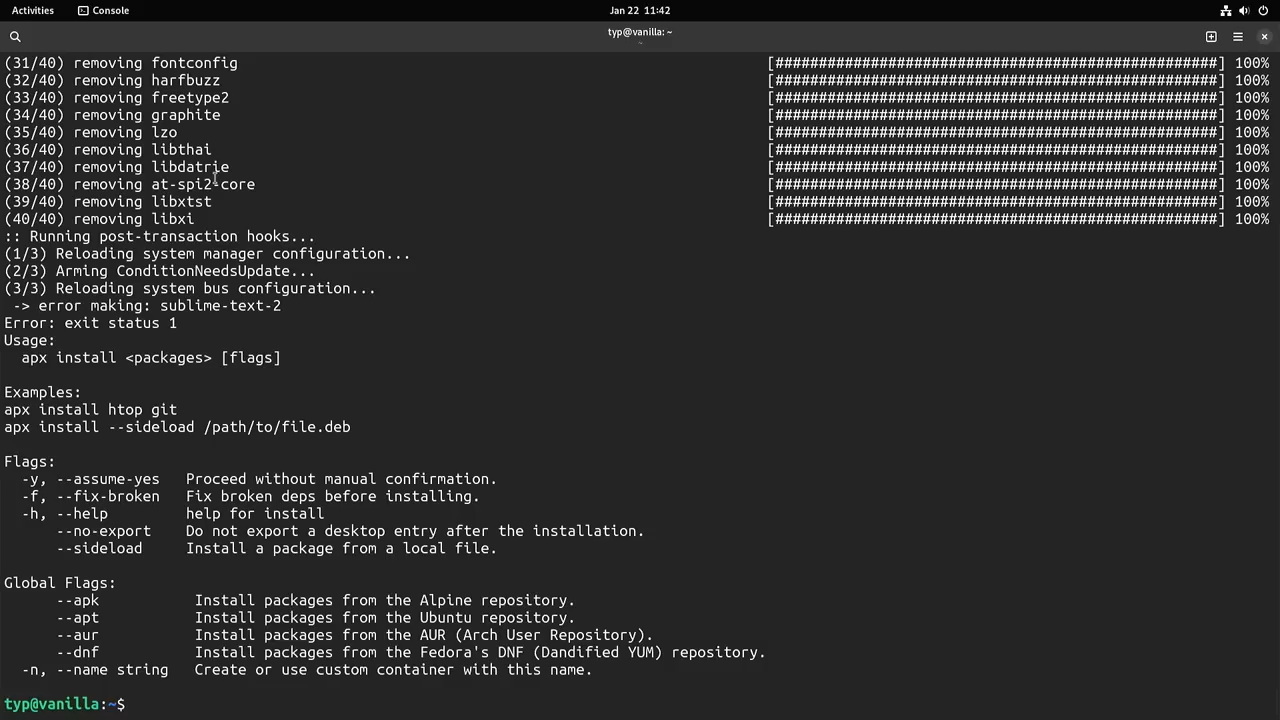 Activities Console Jan 22 11:42
typ@vanilla: ~
~
(31/40) removing fontconfig [###################################################] 100%
(32/40) removing harfbuzz [###################################################] 100%
(33/40) removing freetype2 [###################################################] 100%
(34/40) removing graphite [###################################################] 100%
(35/40) removing lzo [###################################################] 100%
(36/40) removing libthai [###################################################] 100%
(37/40) removing libdatrie [###################################################] 100%
(38/40) removing at-spi2-core [###################################################] 100%
(39/40) removing libxtst [###################################################] 100%
(40/40) removing libxi [###################################################] 100%
:: Running post-transaction hooks...
(1/3) Reloading system manager configuration...
(2/3) Arming ConditionNeedsUpdate...
(3/3) Reloading system bus configuration...
 -> error making: sublime-text-2
Error: exit status 1
Usage:
  apx install <packages> [flags]
Examples:
apx install htop git
apx install --sideload /path/to/file.deb
Flags:
  -y, --assume-yes   Proceed without manual confirmation.
  -f, --fix-broken   Fix broken deps before installing.
  -h, --help         help for install
      --no-export    Do not export a desktop entry after the installation.
      --sideload     Install a package from a local file.
Global Flags:
      --apk           Install packages from the Alpine repository.
      --apt           Install packages from the Ubuntu repository.
      --aur           Install packages from the AUR (Arch User Repository).
      --dnf           Install packages from the Fedora's DNF (Dandified YUM) repository.
  -n, --name string   Create or use custom container with this name.
typ@vanilla:~$